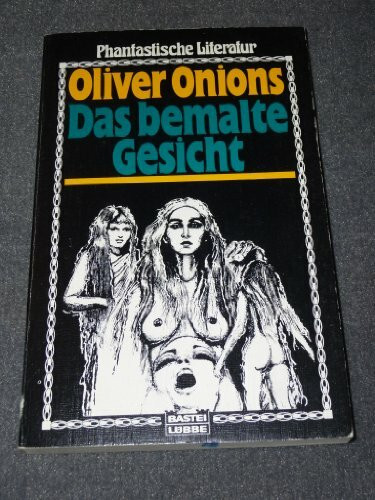 Phantastische Literatur
Oliver Onions
Das bemalte
Gesicht
BASTEI
LÜBBE